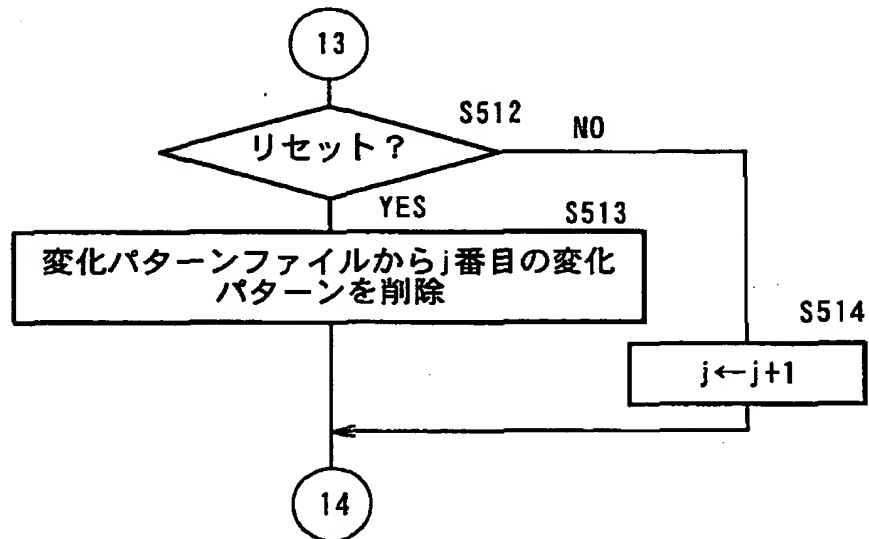 13
S512
リセット？
NO
YES
S513
変化パターンファイルからj番目の変化
パターンを削除
S514
j←j+1
14